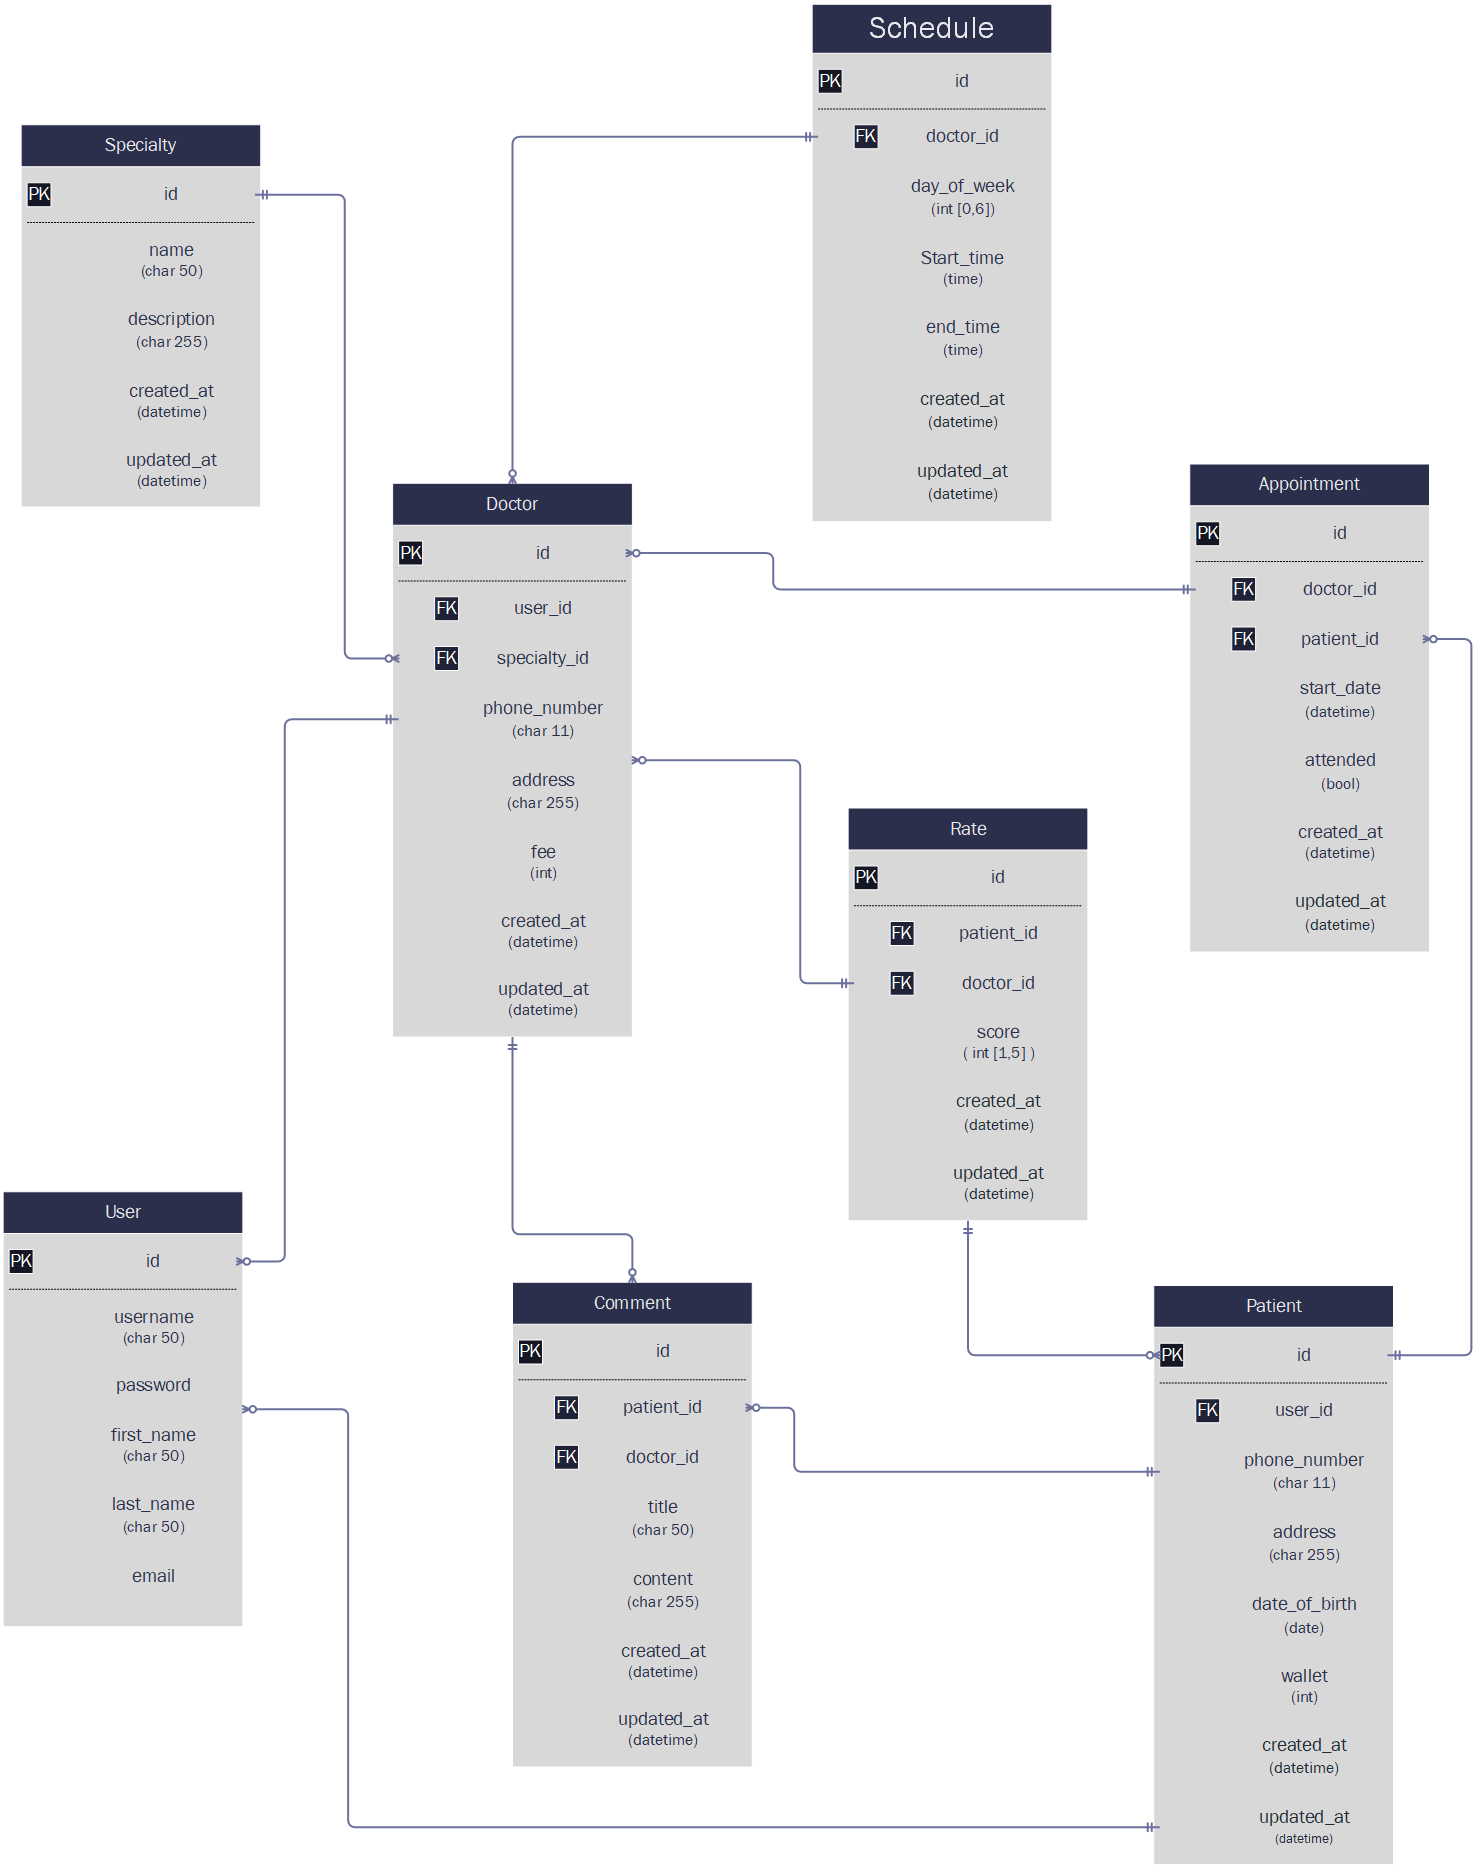 Schedule
PK id
FK doctor_id
day_of_week
(int [0,6])
Start_time
(time)
end_time
(time)
created_at
(datetime)
updated_at
(datetime)
Specialty
PK id
name
(char 50)
description
(char 255)
created_at
(datetime)
updated_at
(datetime)
Doctor
PK id
FK user_id
FK specialty_id
phone_number
(char 11)
address
(char 255)
fee
(int)
created_at
(datetime)
updated_at
(datetime)
Appointment
PK id
FK doctor_id
FK patient_id
start_date
(datetime)
attended
(bool)
created_at
(datetime)
updated_at
(datetime)
Rate
PK id
FK patient_id
FK doctor_id
score
( int [1,5] )
created_at
(datetime)
updated_at
(datetime)
User
PK id
username
(char 50)
password
first_name
(char 50)
last_name
(char 50)
email
Comment
PK id
FK patient_id
FK doctor_id
title
(char 50)
content
(char 255)
created_at
(datetime)
updated_at
(datetime)
Patient
PK id
FK user_id
phone_number
(char 11)
address
(char 255)
date_of_birth
(date)
wallet
(int)
created_at
(datetime)
updated_at
(datetime)